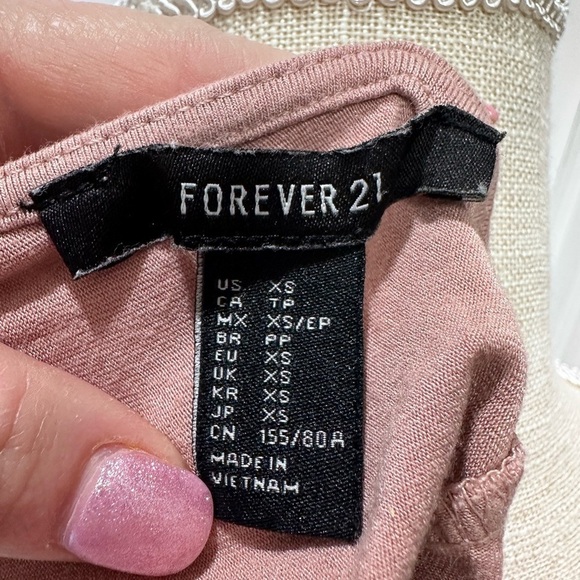 FOREVER 21
US XS
CA TP
MX XS/EP
BR PP
EU XS
UK XS
KR XS
JP XS
CN 155/80A
MADE IN
VIETNAM